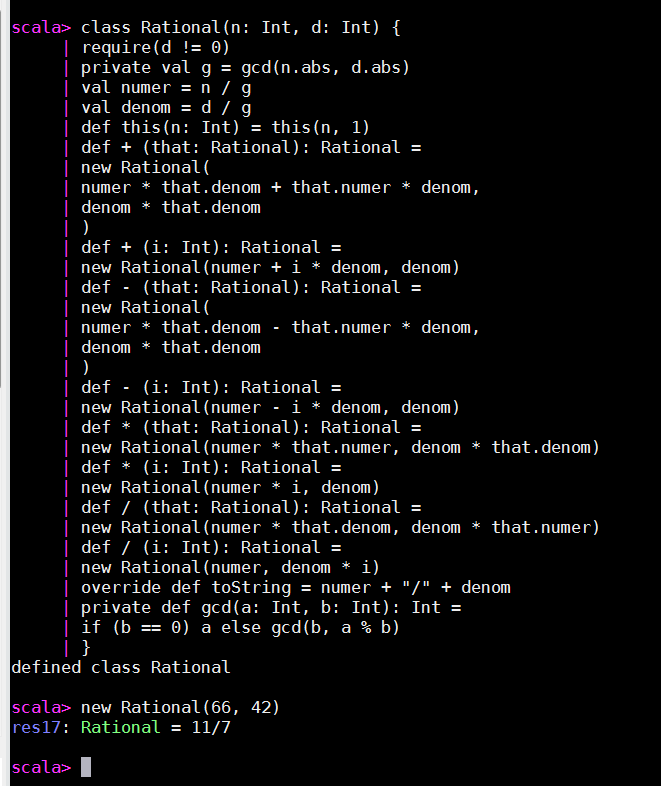 scala> class Rational(n: Int, d: Int) {
| require(d != 0)
| private val g = gcd(n.abs, d.abs)
| val numer = n / g
| val denom = d / g
| def this(n: Int) = this(n, 1)
| def + (that: Rational): Rational =
| new Rational(
| numer * that.denom + that.numer * denom,
| denom * that.denom
| )
| def + (i: Int): Rational =
| new Rational(numer + i * denom, denom)
| def - (that: Rational): Rational =
| new Rational(
| numer * that.denom - that.numer * denom,
| denom * that.denom
| )
| def - (i: Int): Rational =
| new Rational(numer - i * denom, denom)
| def * (that: Rational): Rational =
| new Rational(numer * that.numer, denom * that.denom)
| def * (i: Int): Rational =
| new Rational(numer * i, denom)
| def / (that: Rational): Rational =
| new Rational(numer * that.denom, denom * that.numer)
| def / (i: Int): Rational =
| new Rational(numer, denom * i)
| override def toString = numer + "/" + denom
| private def gcd(a: Int, b: Int): Int =
| if (b == 0) a else gcd(b, a % b)
| }
defined class Rational
scala> new Rational(66, 42)
res17: Rational = 11/7
scala>